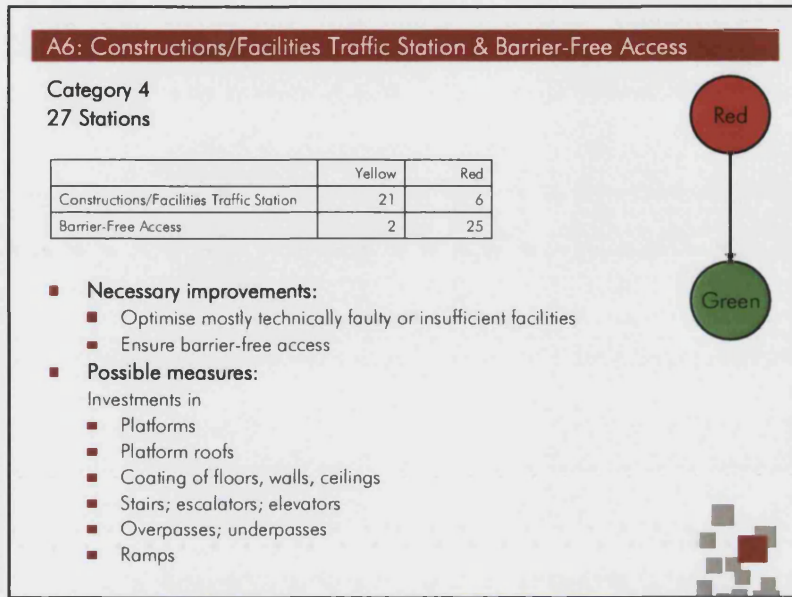 A6: Constructions/Facilities Traffic Station & Barrier-Free Access
Category 4
27 Stations
Red
Yellow Red
Constructions/Facilities Traffic Station 21 6
Barrier-Free Access 2 25
Green
Necessary improvements:
Optimise mostly technically faulty or insufficient facilities
Ensure barrier-free access
Possible measures:
Investments in
Platforms
Platform roofs
Coating of floors, walls, ceilings
Stairs; escalators; elevators
Overpasses; underpasses
Ramps